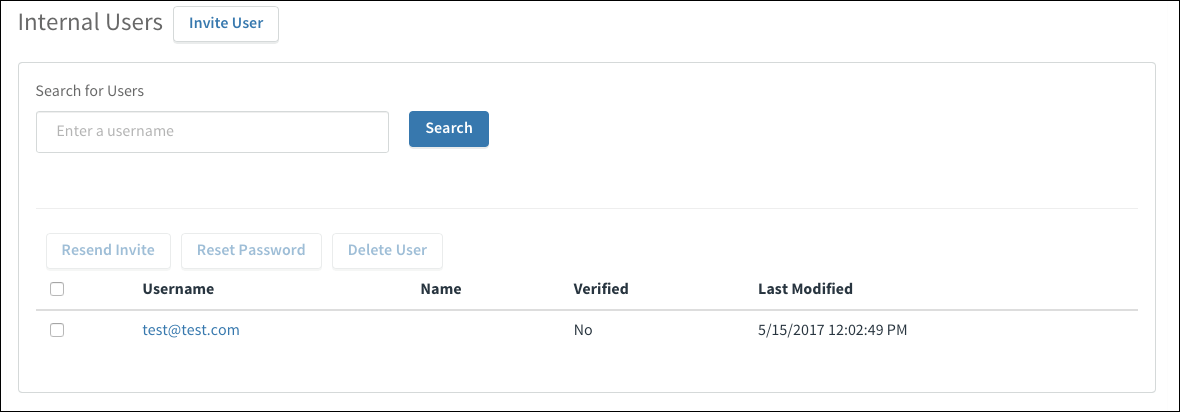 Internal Users Invite User
Search for Users
Enter a username Search
Resend Invite Reset Password Delete User
Username Name Verified Last Modified
test@test.com No 5/15/2017 12:02:49 PM